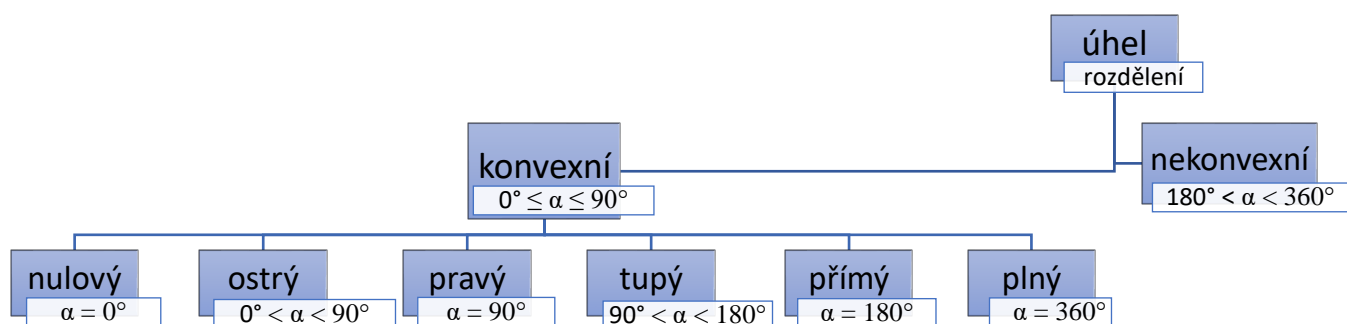 úhel
rozdělení
konvexní
0° ≤ α ≤ 90°
nekonvexní
180° < α < 360°
nulový
α = 0°
ostrý
0° < α < 90°
pravý
α = 90°
tupý
90° < α < 180°
přímý
α = 180°
plný
α = 360°